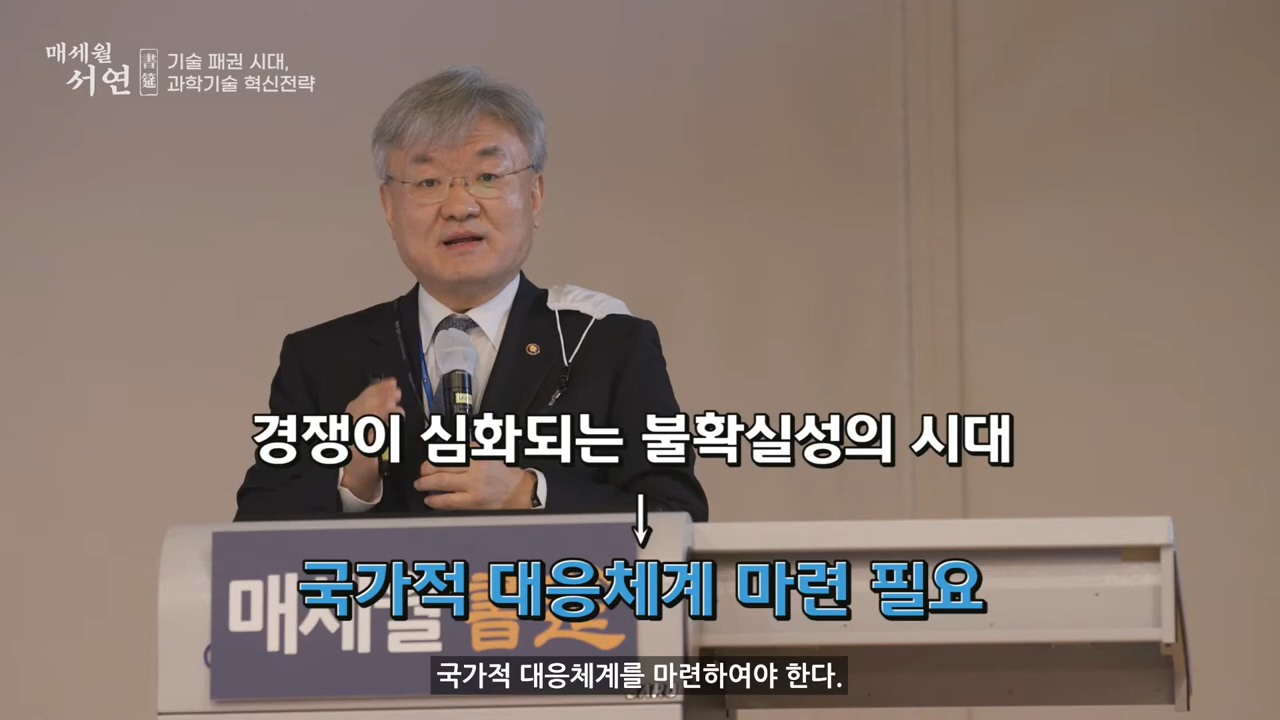 매세월
서연
書筵
기술 패권 시대,
과학기술 혁신전략
경쟁이 심화되는 불확실성의 시대
↓
국가적 대응체계 마련 필요
매세월 書筵
국가적 대응체계를 마련하여야 한다.